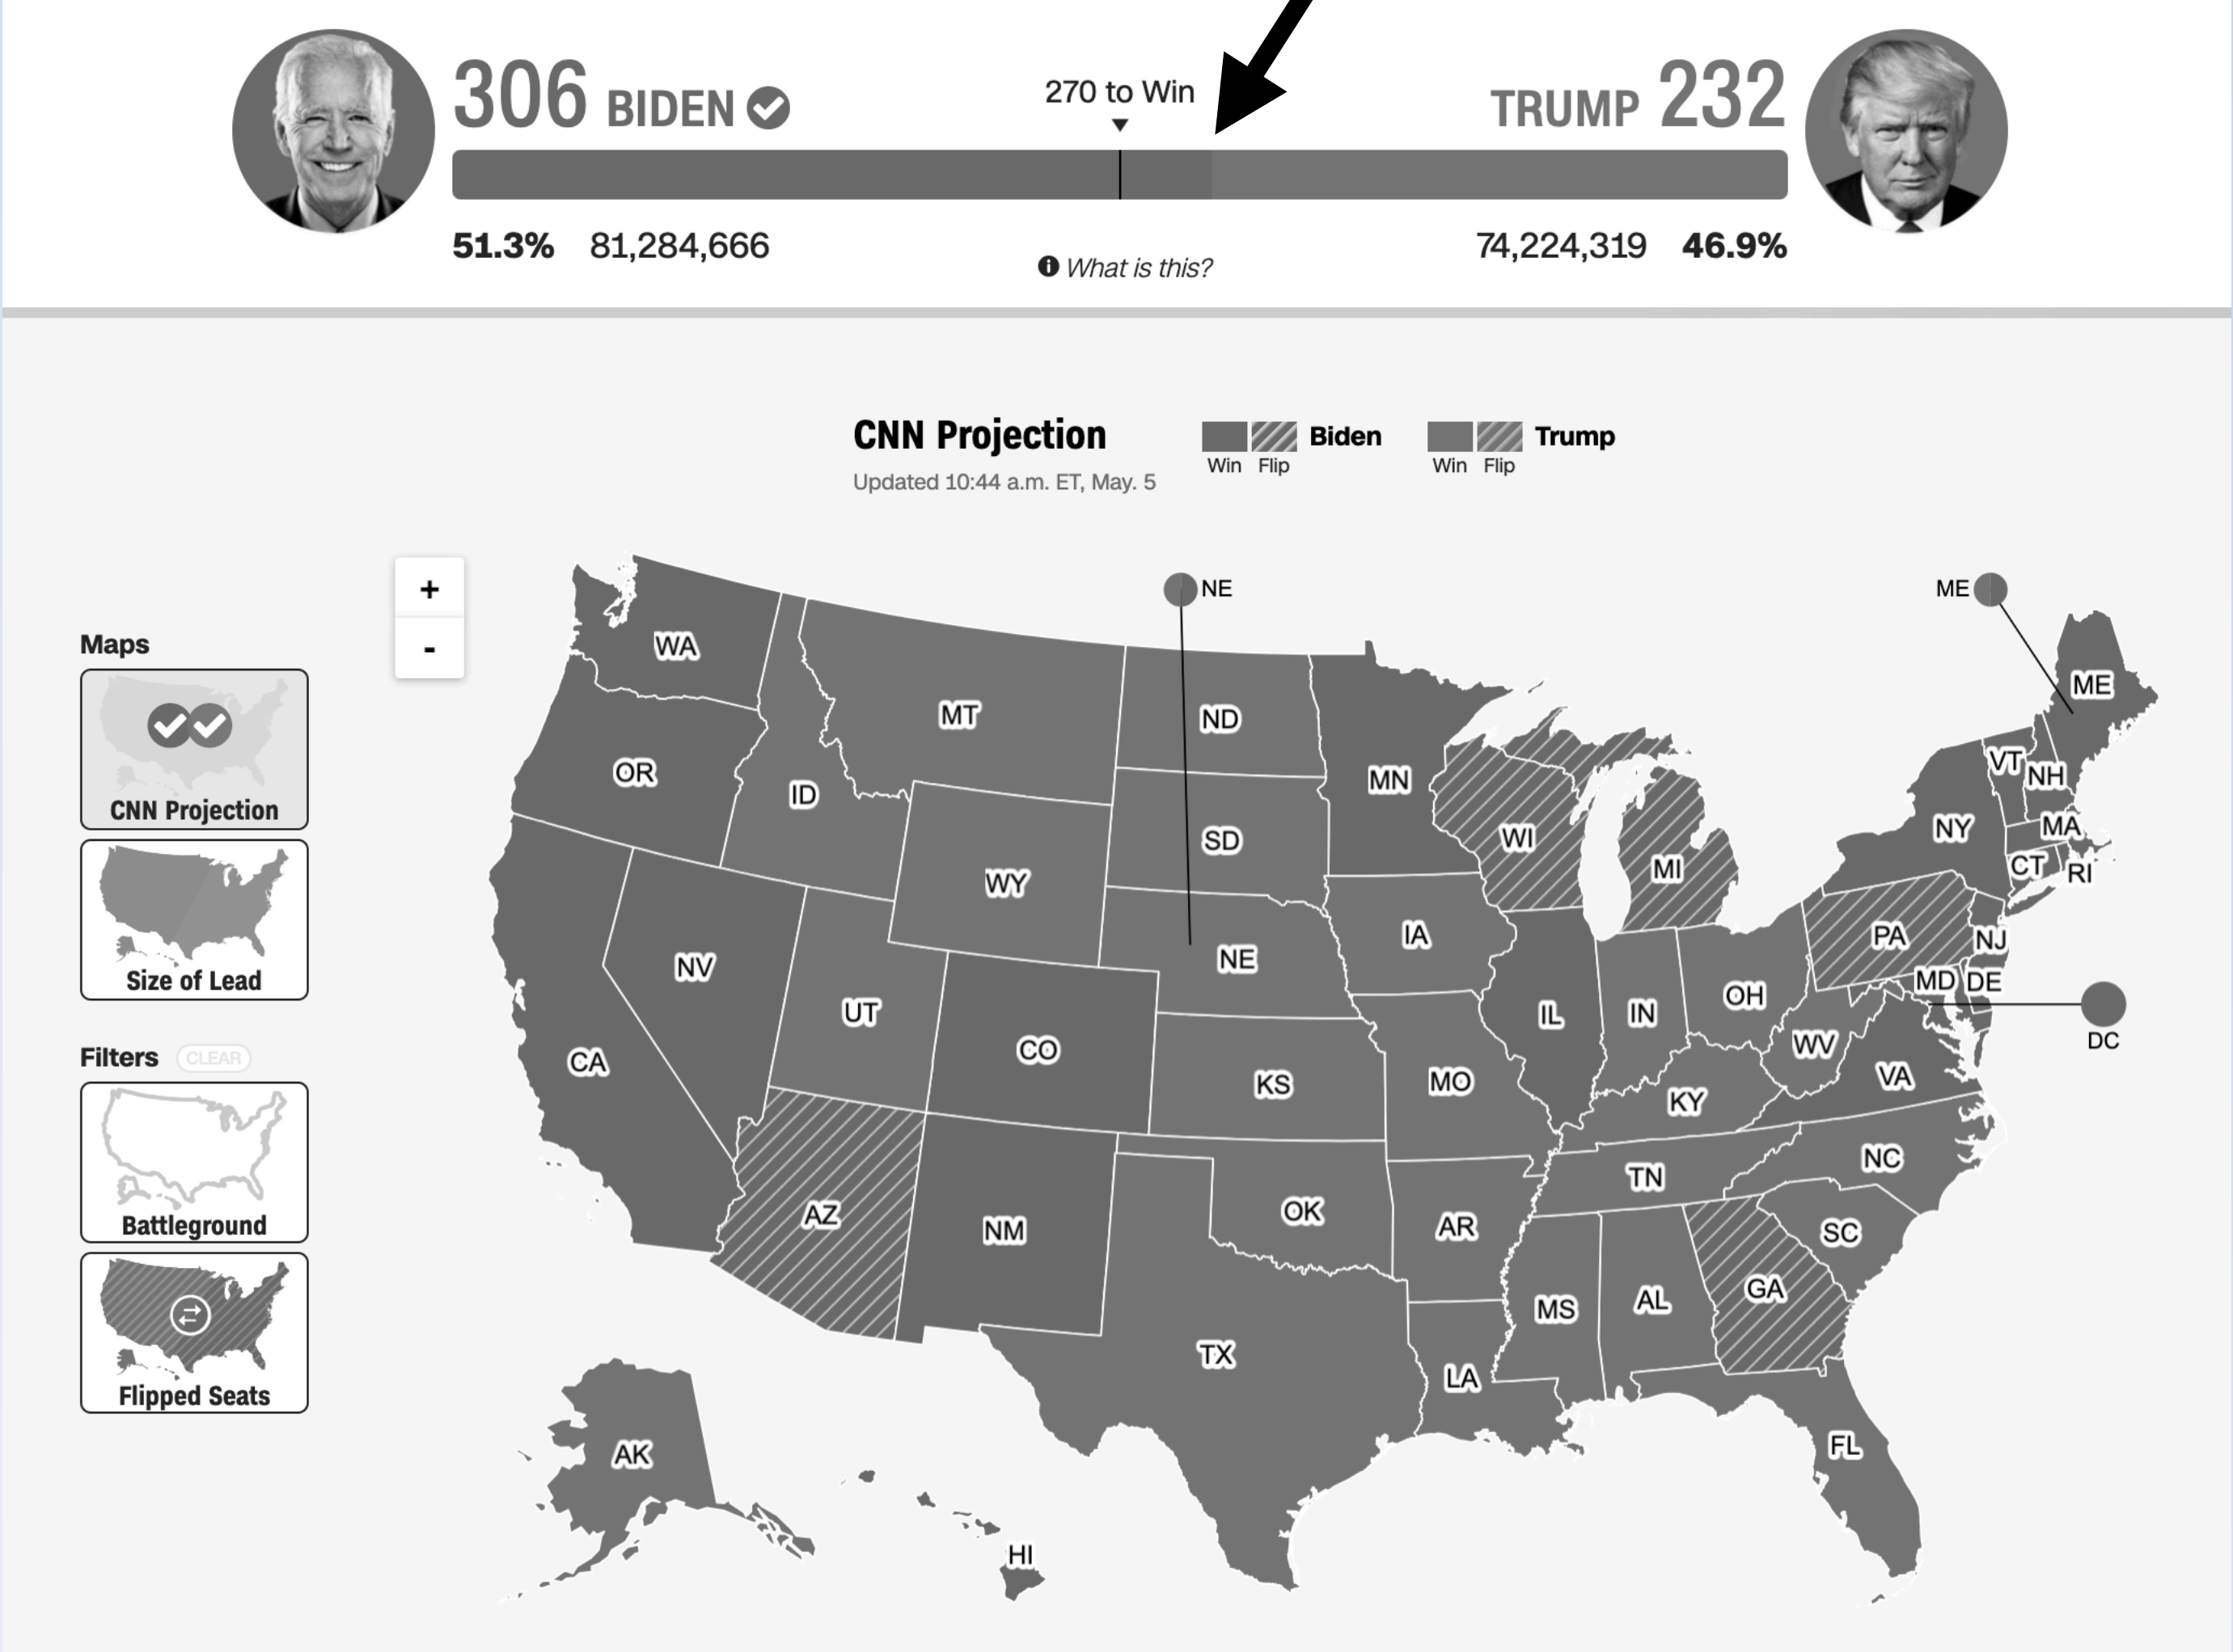 306 BIDEN
270 to Win
TRUMP 232
51.3% 81,284,666
74,224,319 46.9%
What is this?
CNN Projection
Updated 10:44 a.m. ET, May. 5
Biden
Win Flip
Trump
Win Flip
+
-
Maps
CNN Projection
Size of Lead
Filters CLEAR
Battleground
Flipped Seats
NE
ME
WA
MT
ND
ME
OR
ID
MN
VT
NH
SD
WI
NY
MA
WY
MI
CT
RI
NV
NE
IA
PA
NJ
UT
IL
IN
OH
MD
DE
DC
CA
CO
KS
MO
WV
VA
KY
AZ
NM
OK
AR
TN
NC
SC
TX
LA
MS
AL
GA
AK
HI
FL